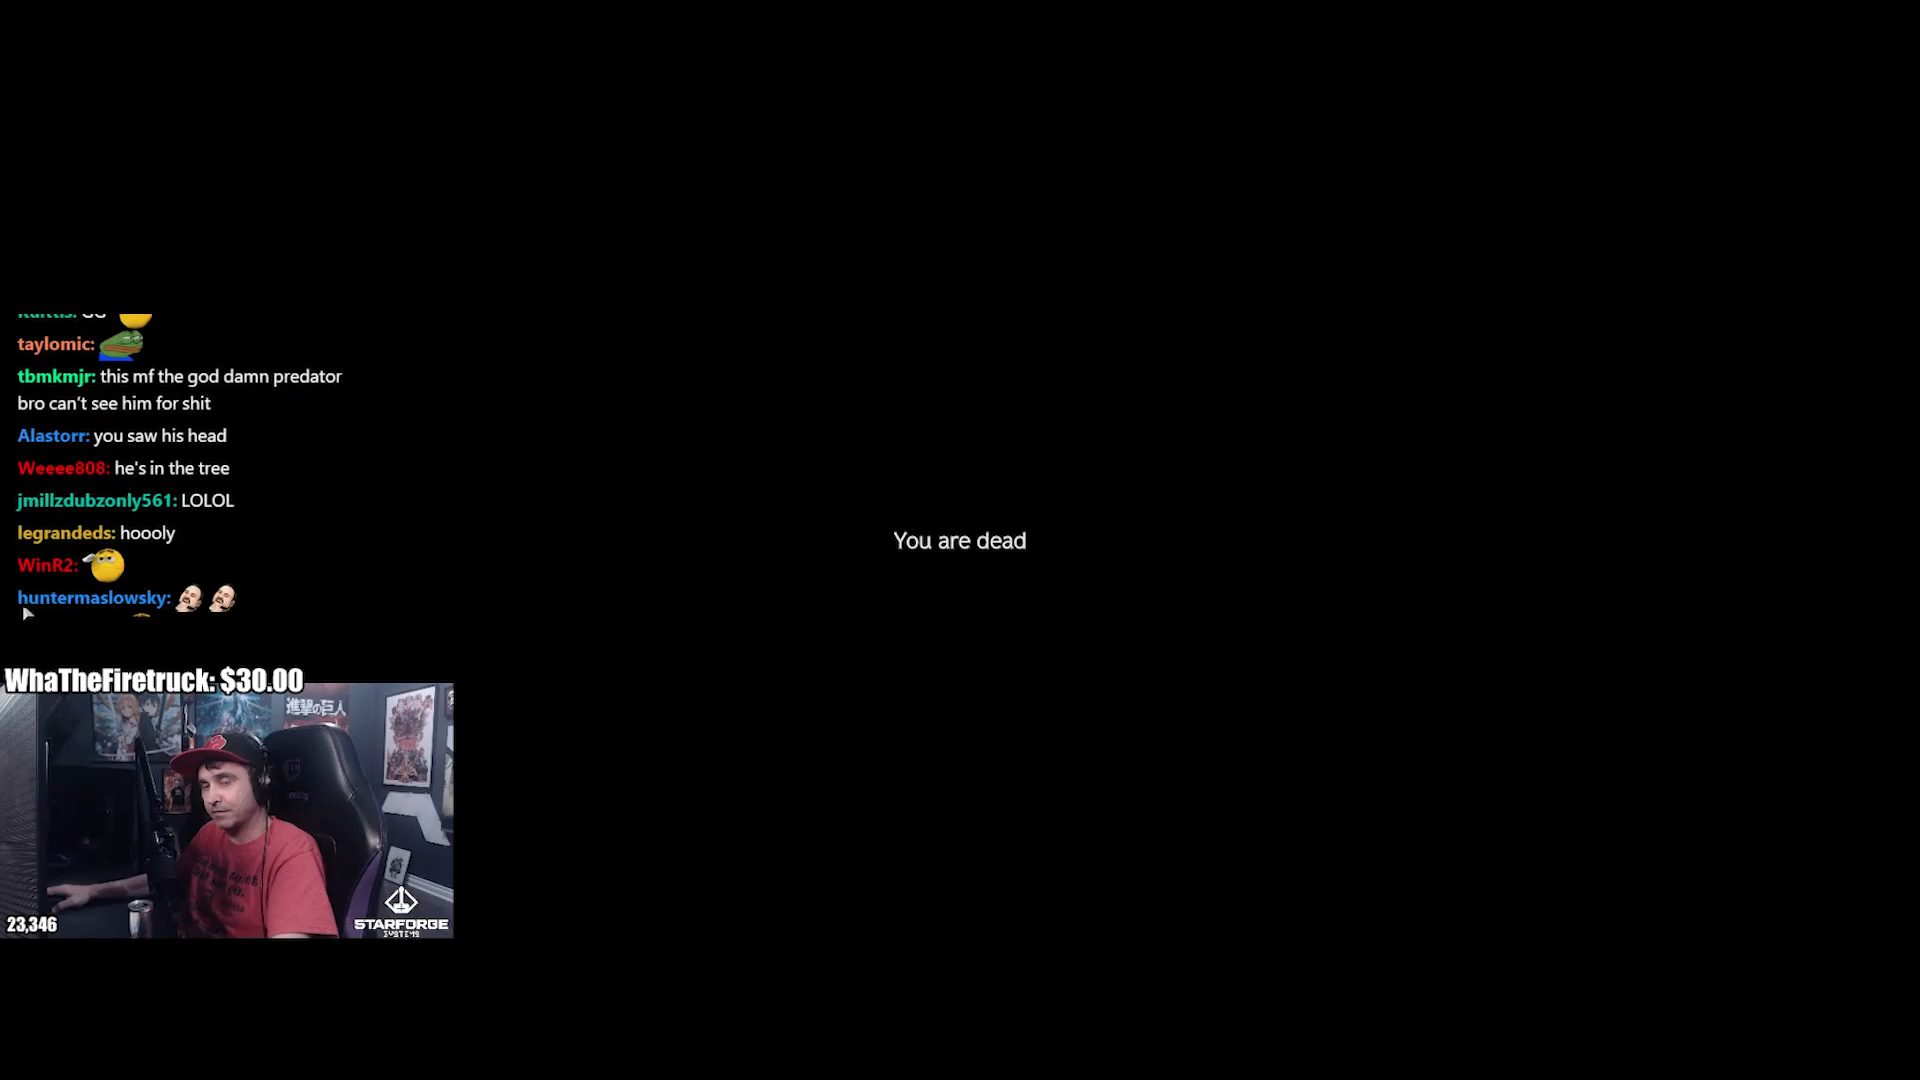 taylomic:
tbmkmjr: this mf the god damn predator
bro can't see him for shit
Alastorr: you saw his head
Weeee808: he's in the tree
jmillzdubzonly561: LOLOL
legrandeds: hoooly
WinR2:
huntermaslowsky:
You are dead
WhaTheFiretruck: $30.00
進撃の巨人
23,346
STARFORGE
SYSTEMS